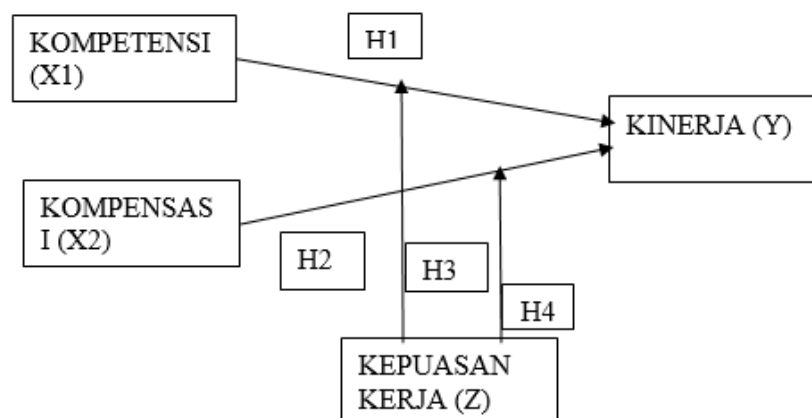 H1
KOMPETENSI
(X1)
KINERJA (Y)
KOMPENSAS
I (X2)
H2
H3
H4
KEPUASAN
KERJA (Z)